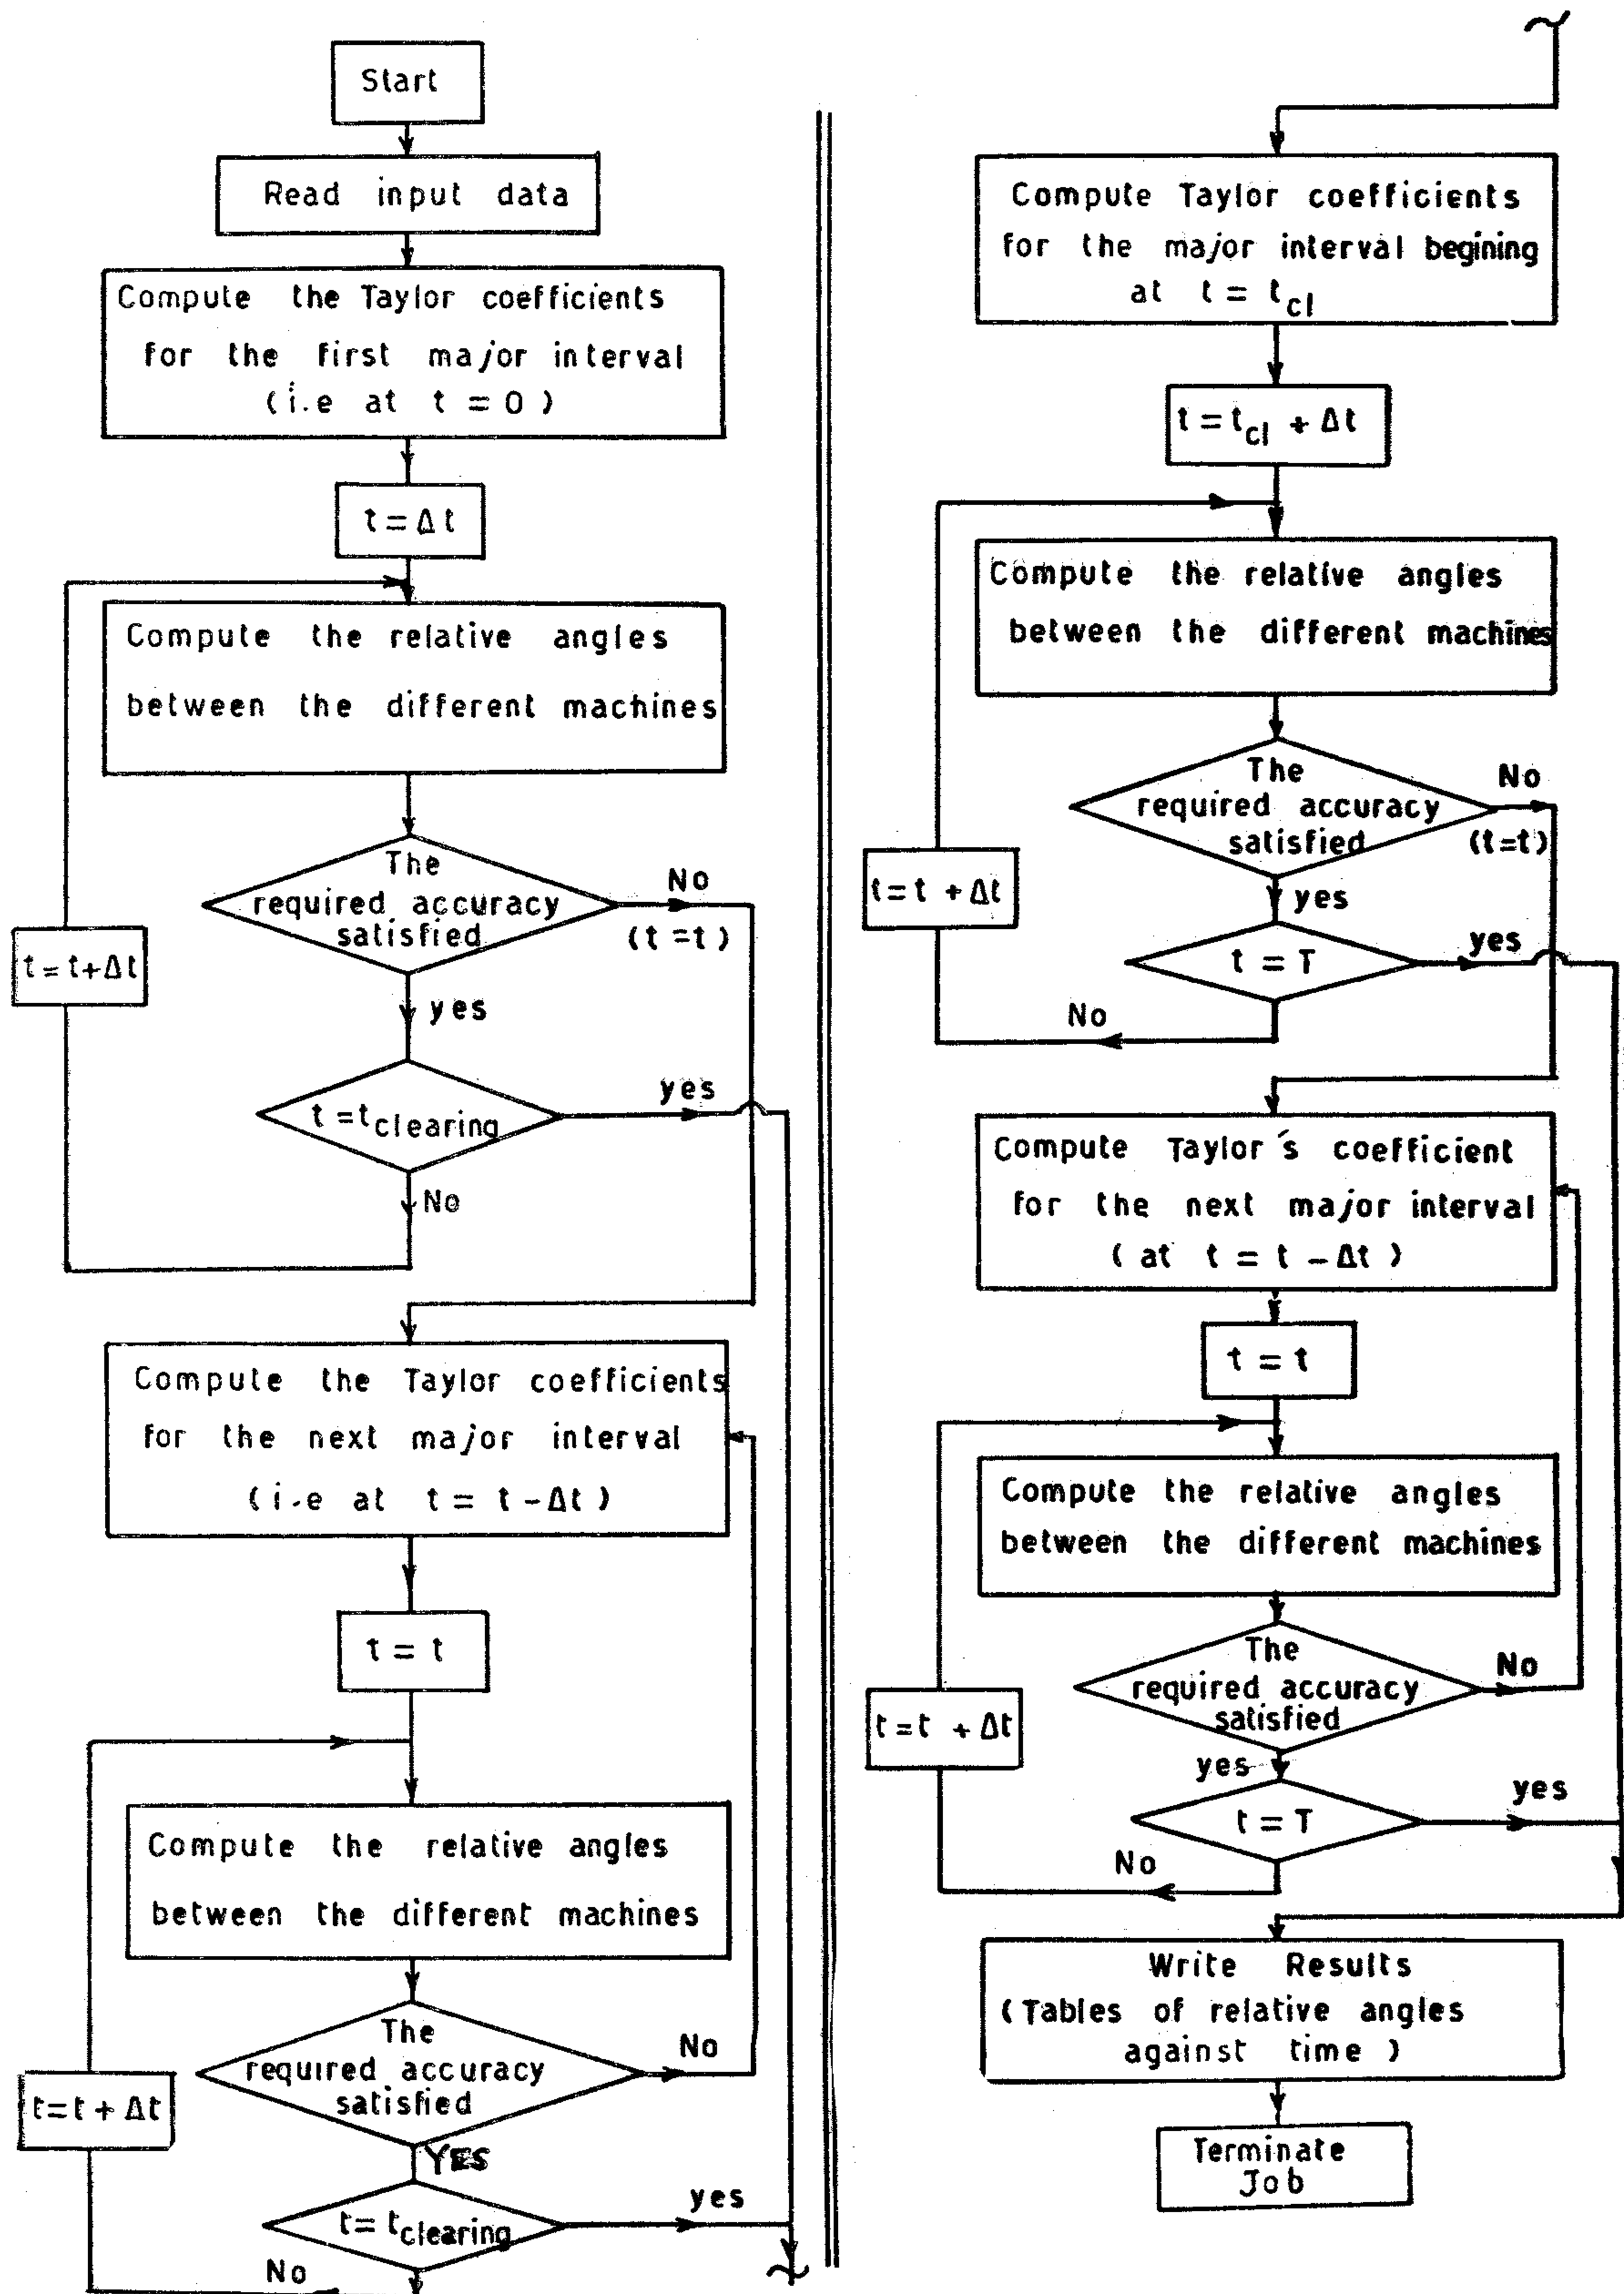 Start
Read input data
Compute the Taylor coefficients
for the first major interval
(i.e at t = 0)
t = Δt
Compute the relative angles
between the different machines
The
required accuracy
satisfied
No
(t = t)
t = t + Δt
yes
t = tclearing
yes
No
Compute the Taylor coefficients
for the next major interval
(i.e at t = t - Δt)
t = t
Compute the relative angles
between the different machines
The
required accuracy
satisfied
No
t = t + Δt
YES
t = tclearing
yes
No
Compute Taylor coefficients
for the major interval begining
at t = tcl
t = tcl + Δt
Compute the relative angles
between the different machines
The
required accuracy
satisfied
No
(t=t)
t = t + Δt
yes
t = T
yes
No
Compute Taylor's coefficient
for the next major interval
(at t = t - Δt)
t = t
Compute the relative angles
between the different machines
The
required accuracy
satisfied
No
t = t + Δt
yes
t = T
yes
No
Write Results
(Tables of relative angles
against time)
Terminate
Job